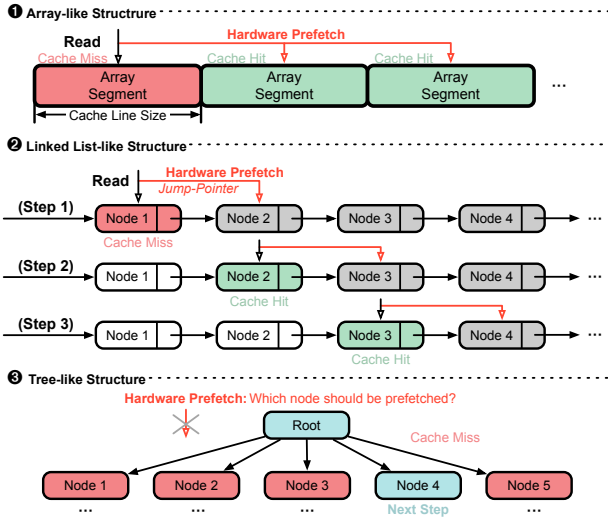 ❶ Array-like Structrure
Read Hardware Prefetch
Cache Miss Cache Hit Cache Hit
Array Segment Array Segment Array Segment ...
Cache Line Size
❷ Linked List-like Structure
Read Hardware Prefetch
Jump-Pointer
(Step 1) Node 1 Node 2 Node 3 Node 4 ...
Cache Miss
(Step 2) Node 1 Node 2 Node 3 Node 4 ...
Cache Hit
(Step 3) Node 1 Node 2 Node 3 Node 4 ...
Cache Hit
❸ Tree-like Structure
Hardware Prefetch: Which node should be prefetched?
Root
Cache Miss
Node 1 Node 2 Node 3 Node 4 Node 5
... ... ... Next Step ...